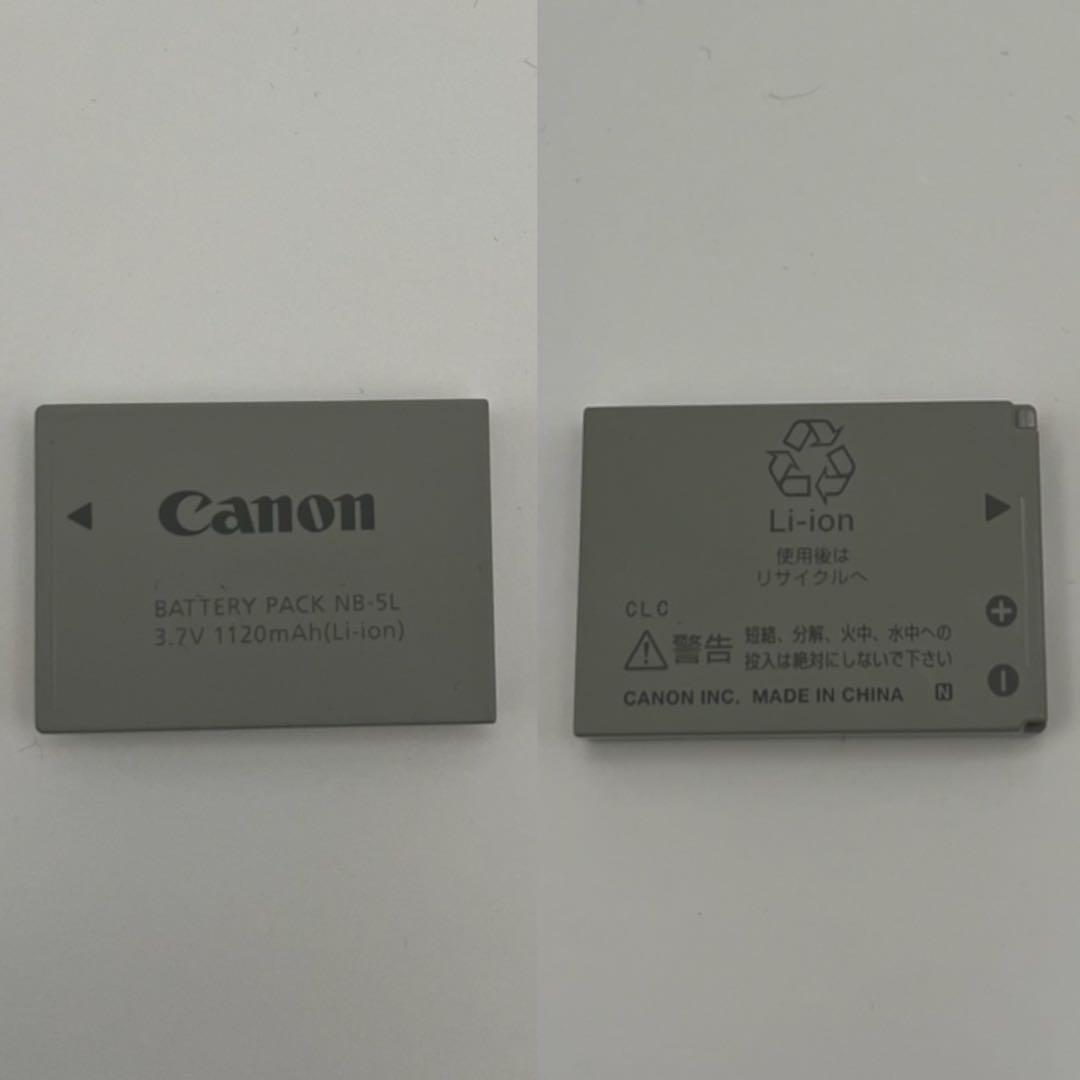 Canon
BATTERY PACK NB-5L
3.7V 1120mAh(Li-ion)
Li-ion
使用後は
リサイクルへ
CLC
警告 短絡、分解、火中、水中への
投入は絶対にしないで下さい
CANON INC. MADE IN CHINA N